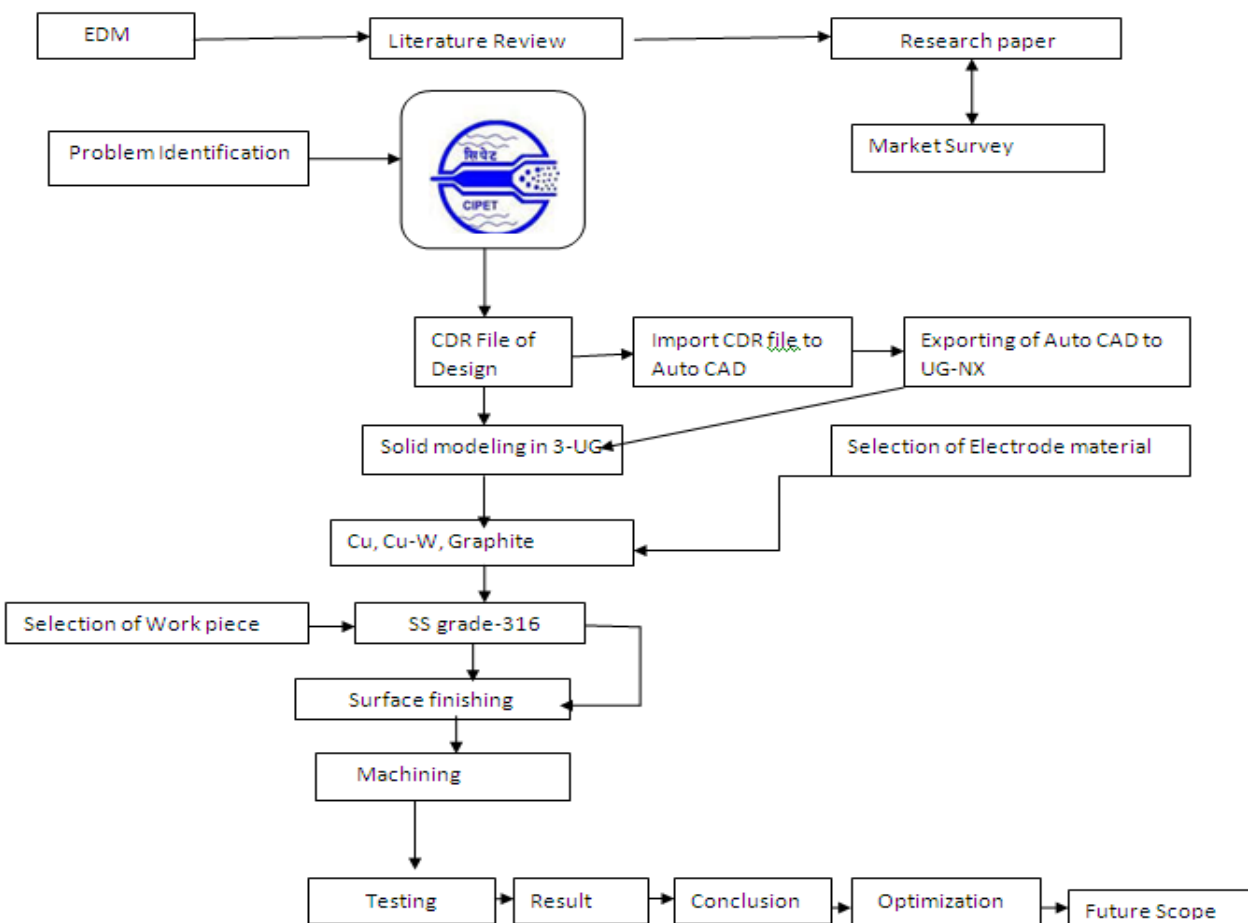 EDM
Literature Review
Research paper
Problem Identification
सिपेट
CIPET
Market Survey
CDR File of
Design
Import CDR file to
Auto CAD
Exporting of Auto CAD to
UG-NX
Solid modeling in 3-UG
Selection of Electrode material
Cu, Cu-W, Graphite
Selection of Work piece
SS grade-316
Surface finishing
Machining
Testing
Result
Conclusion
Optimization
Future Scope